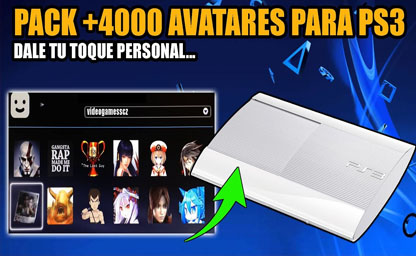 PACK +4000 AVATARES PARA PS3
DALE TU TOQUE PERSONAL...
videogamesscz
GANGSTA
RAP
MADE ME
DO IT
PS3